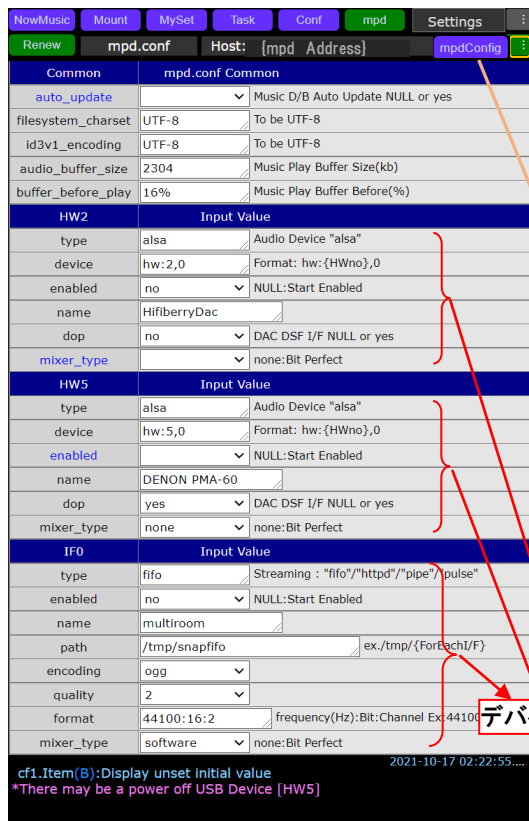 NowMusic Mount MySet Task Conf mpd Settings ⋮
Renew mpd.conf Host: {mpd Address} mpdConfig ⋮
Common mpd.conf Common
auto_update Music D/B Auto Update NULL or yes
filesystem_charset UTF-8 To be UTF-8
id3v1_encoding UTF-8 To be UTF-8
audio_buffer_size 2304 Music Play Buffer Size(kb)
buffer_before_play 16% Music Play Buffer Before(%)
HW2 Input Value
type alsa Audio Device "alsa"
device hw:2,0 Format: hw:{HWno},0
enabled no NULL:Start Enabled
name HifiberryDac
dop no DAC DSF I/F NULL or yes
mixer_type none:Bit Perfect
HW5 Input Value
type alsa Audio Device "alsa"
device hw:5,0 Format: hw:{HWno},0
enabled NULL:Start Enabled
name DENON PMA-60
dop yes DAC DSF I/F NULL or yes
mixer_type none none:Bit Perfect
IF0 Input Value
type fifo Streaming : "fifo"/"httpd"/"pipe"/"pulse"
enabled no NULL:Start Enabled
name multiroom
path /tmp/snapfifo ex./tmp/{ForEachI/F}
encoding ogg
quality 2
format 44100:16:2 frequency(Hz):Bit:Channel Ex:44100
デバ
mixer_type software none:Bit Perfect
2021-10-17 02:22:55....
cf1.Item(B):Display unset initial value
*There may be a power off USB Device [HW5]